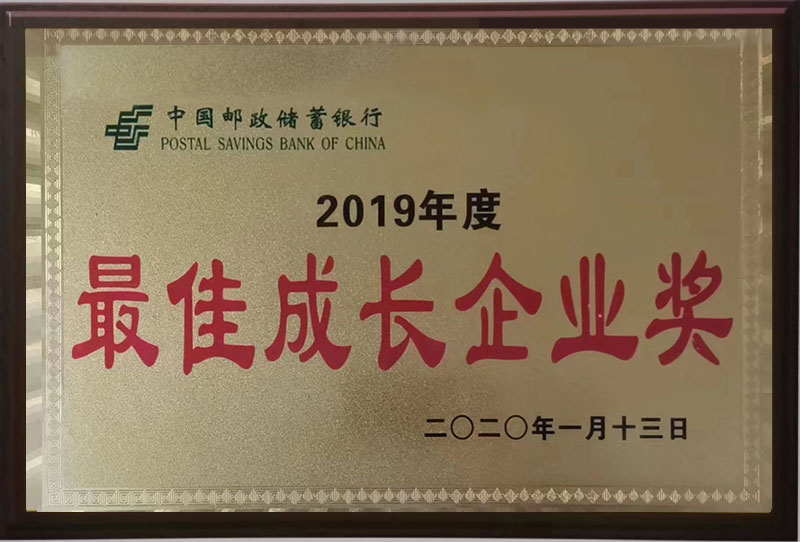 中国邮政储蓄银行
POSTAL SAVINGS BANK OF CHINA
2019年度
最佳成长企业奖
二〇二〇年一月十三日